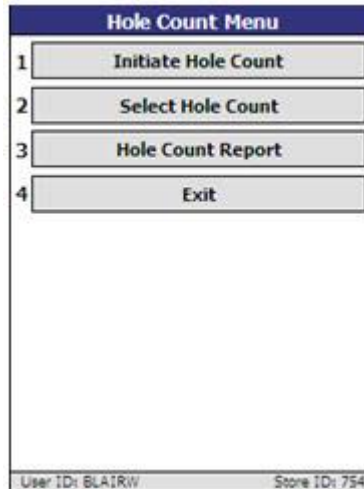 Hole Count Menu
1 Initiate Hole Count
2 Select Hole Count
3 Hole Count Report
4 Exit
User ID: BLAIRW Store ID: 754